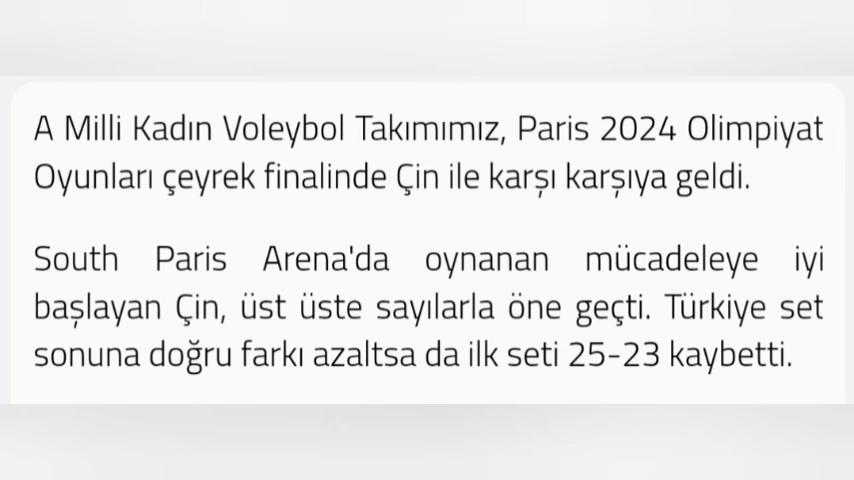 A Milli Kadın Voleybol Takımımız, Paris 2024 Olimpiyat
Oyunları çeyrek finalinde Çin ile karşı karşıya geldi.
South Paris Arena'da oynanan mücadeleye iyi
başlayan Çin, üst üste sayılarla öne geçti. Türkiye set
sonuna doğru farkı azaltsa da ilk seti 25-23 kaybetti.